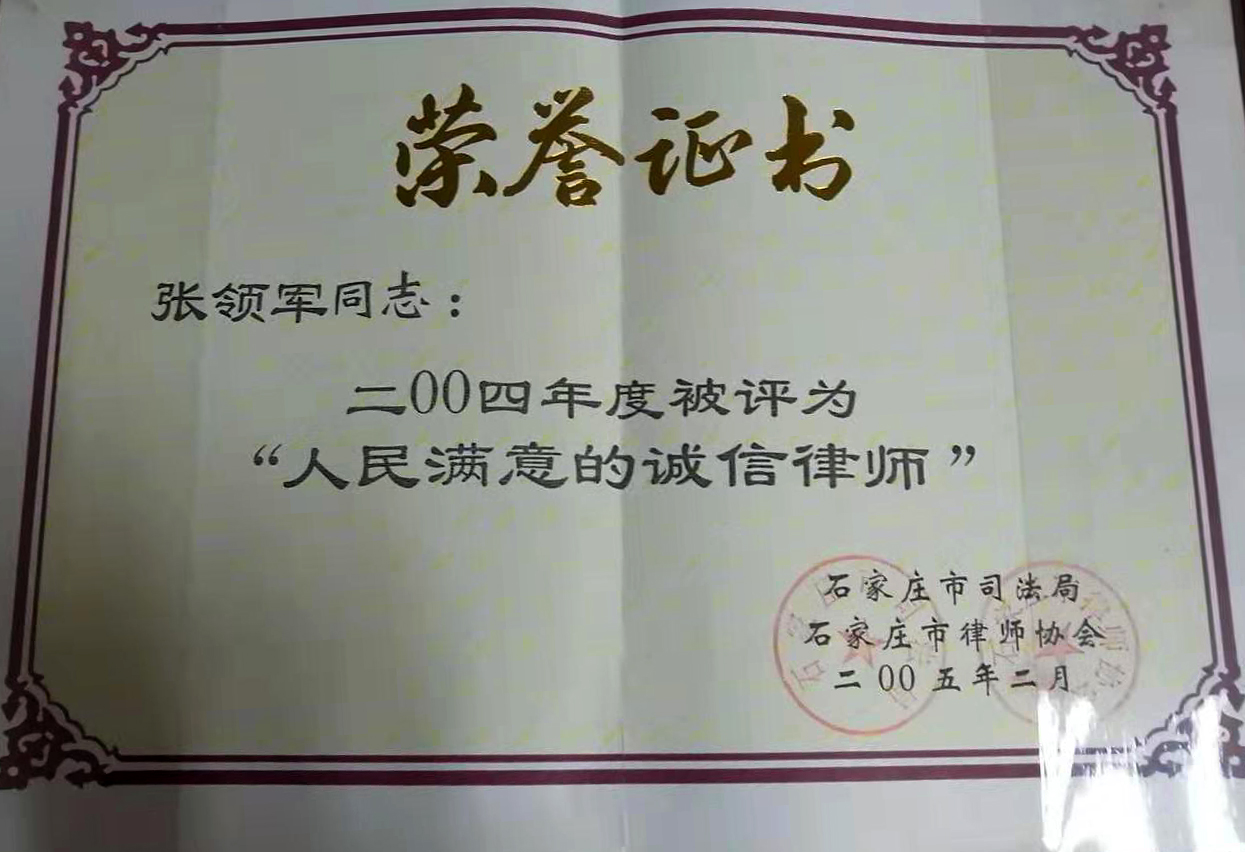 荣誉证书
张领军同志：
二00四年度被评为
“人民满意的诚信律师”
石家庄市司法局
石家庄市律师协会
二00五年二月